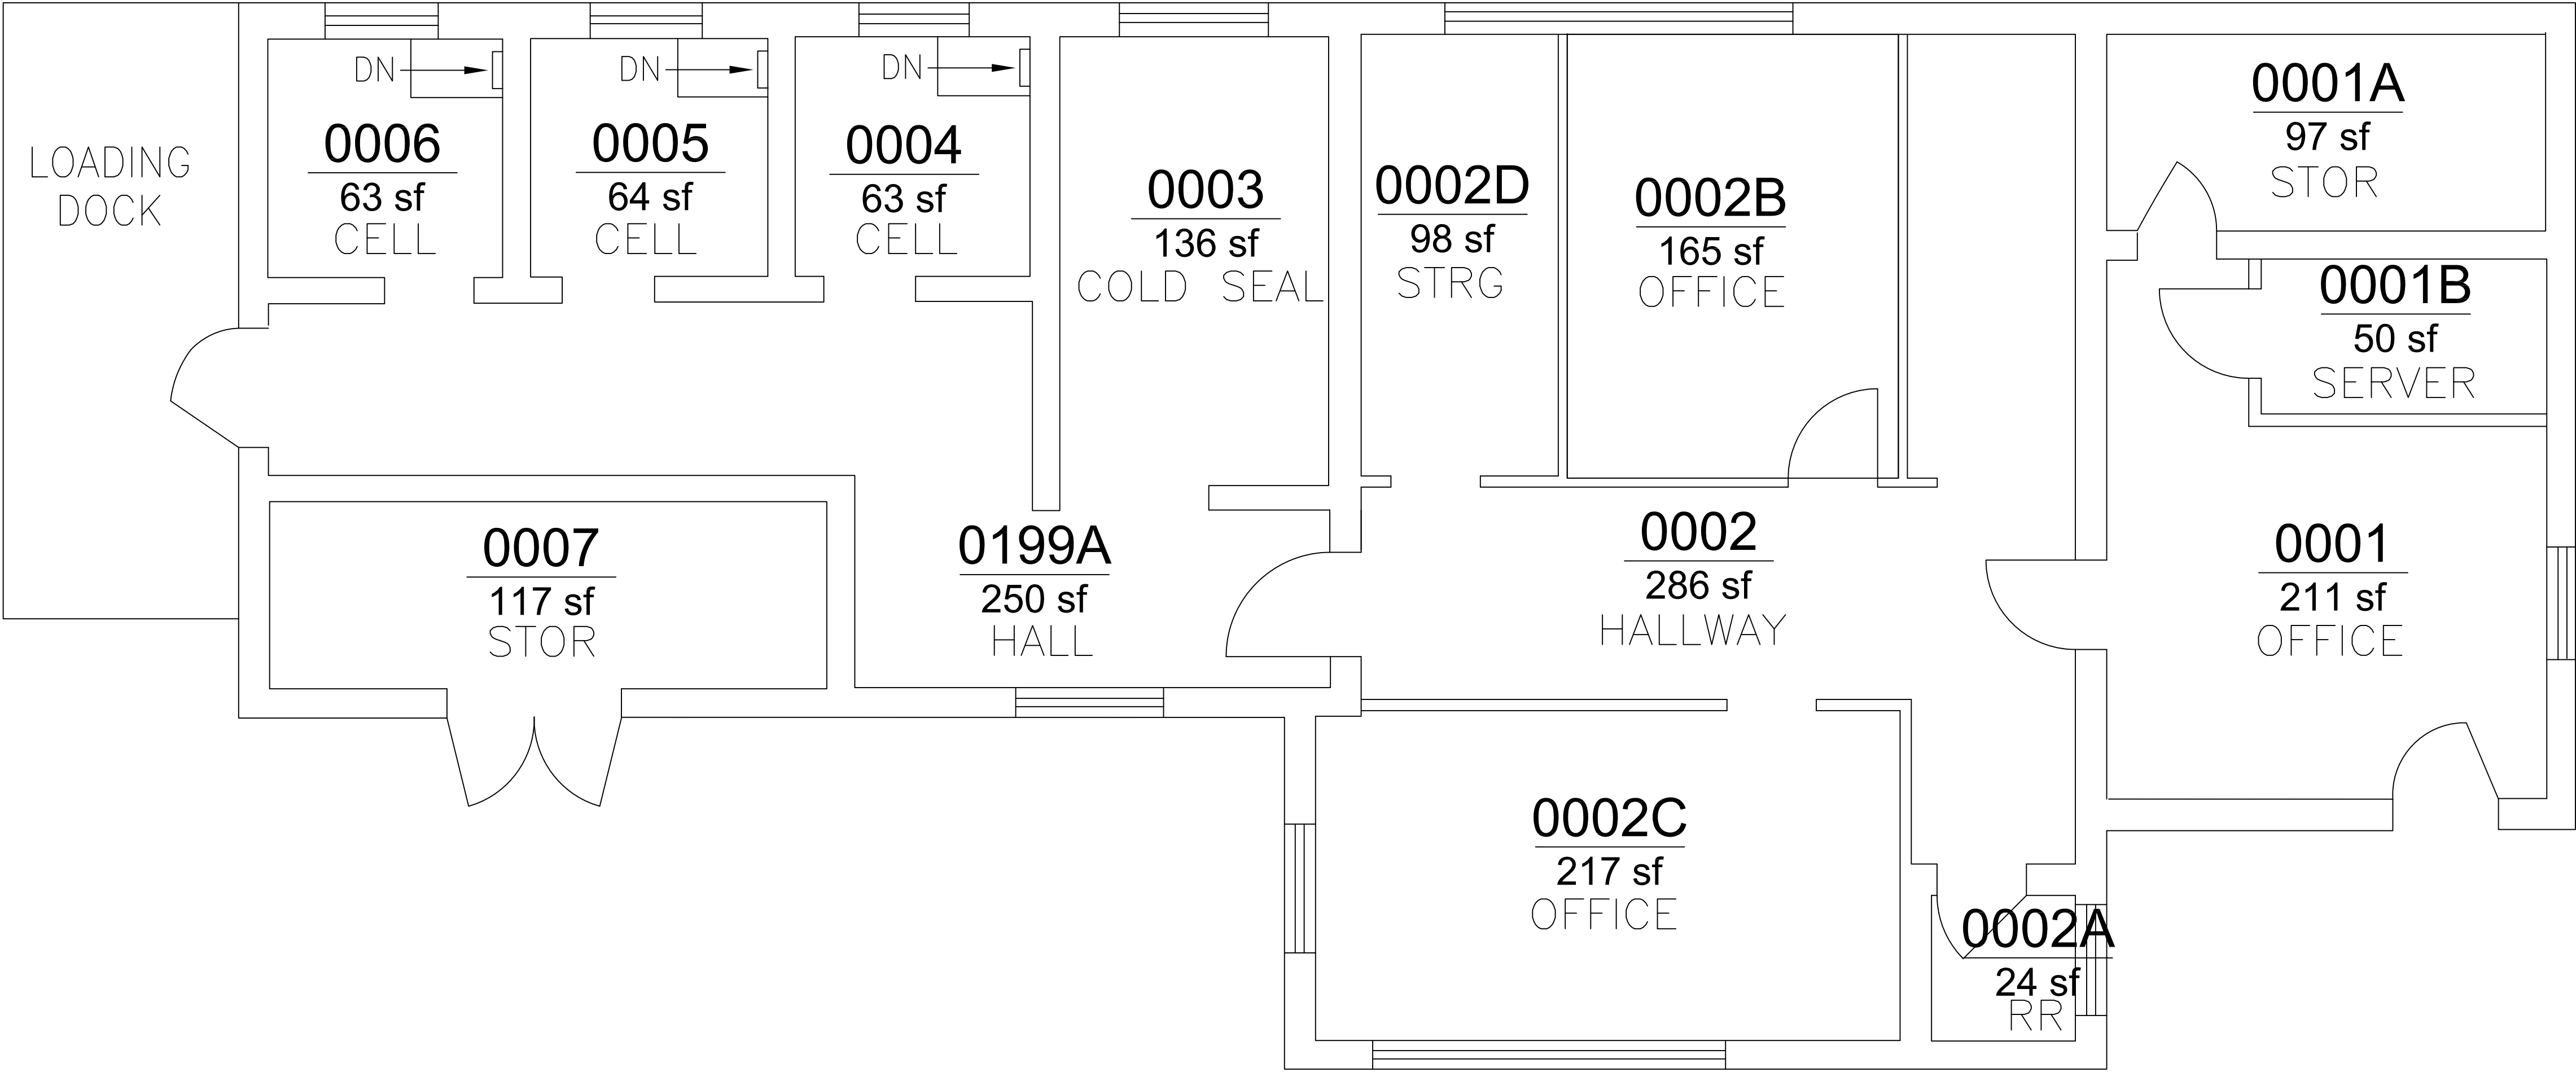 LOADING
DOCK
DN
0006
63 sf
CELL
DN
0005
64 sf
CELL
DN
0004
63 sf
CELL
0003
136 sf
COLD SEAL
0002D
98 sf
STRG
0002B
165 sf
OFFICE
0001A
97 sf
STOR
0001B
50 sf
SERVER
0007
117 sf
STOR
0199A
250 sf
HALL
0002
286 sf
HALLWAY
0001
211 sf
OFFICE
0002C
217 sf
OFFICE
0002A
24 sf
RR